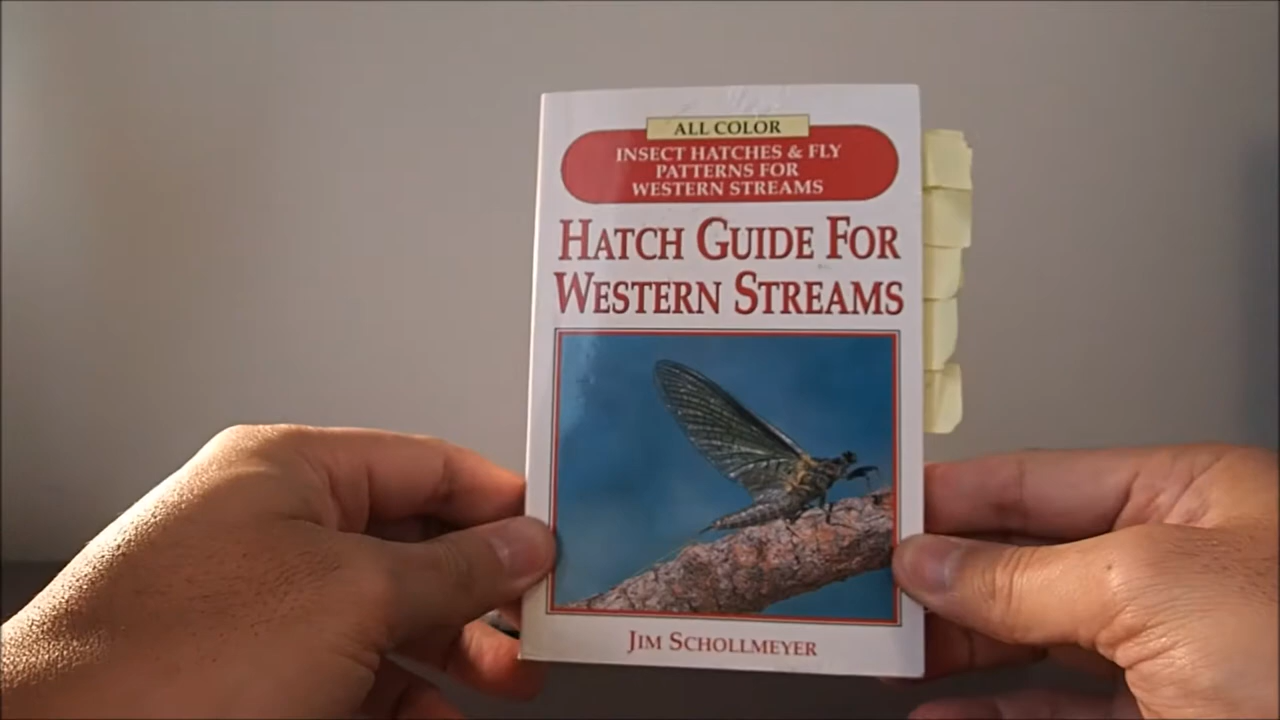 ALL COLOR
INSECT HATCHES & FLY
PATTERNS FOR
WESTERN STREAMS
HATCH GUIDE FOR
WESTERN STREAMS
JIM SCHOLLMEYER